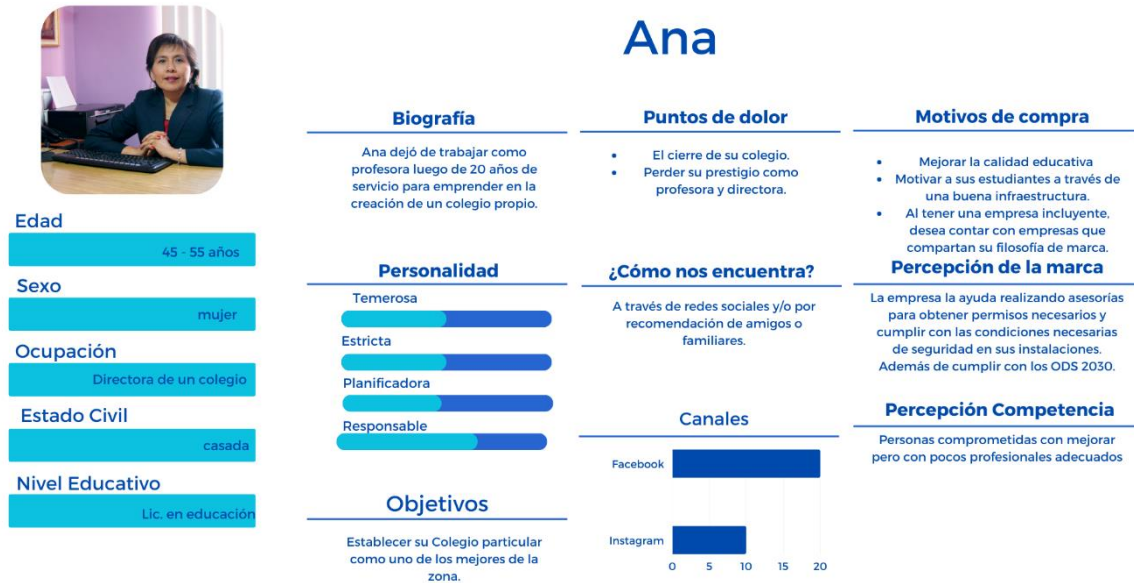 Ana
Edad
45 - 55 años
Sexo
mujer
Ocupación
Directora de un colegio
Estado Civil
casada
Nivel Educativo
Lic. en educación
Biografía
Ana dejó de trabajar como
profesora luego de 20 años de
servicio para emprender en la
creación de un colegio propio.
Personalidad
Temerosa
Estricta
Planificadora
Responsable
Objetivos
Establecer su Colegio particular
como uno de los mejores de la
zona.
Puntos de dolor
• El cierre de su colegio.
• Perder su prestigio como
profesora y directora.
¿Cómo nos encuentra?
A través de redes sociales y/o por
recomendación de amigos o
familiares.
Canales
Facebook
Instagram
0 5 10 15 20
Motivos de compra
• Mejorar la calidad educativa
• Motivar a sus estudiantes a través de
una buena infraestructura.
• Al tener una empresa incluyente,
desea contar con empresas que
compartan su filosofía de marca.
Percepción de la marca
La empresa la ayuda realizando asesorías
para obtener permisos necesarios y
cumplir con las condiciones necesarias
de seguridad en sus instalaciones.
Además de cumplir con los ODS 2030.
Percepción Competencia
Personas comprometidas con mejorar
pero con pocos profesionales adecuados